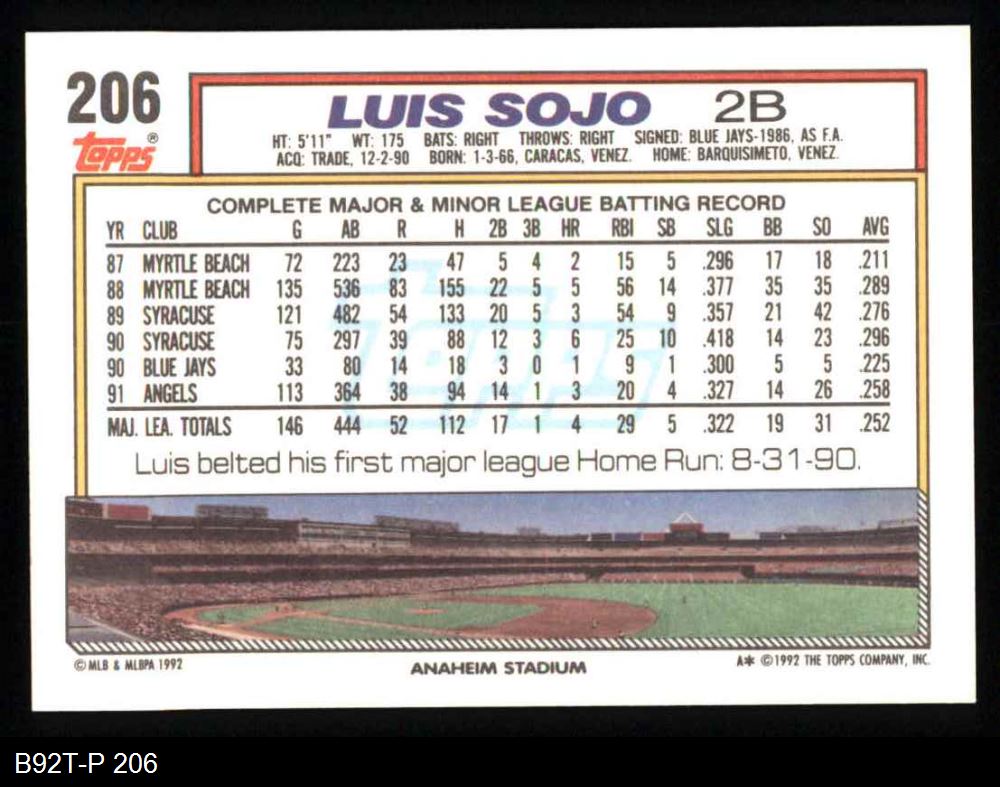 206
Topps®
LUIS SOJO 2B
HT: 5'11" WT: 175 BATS: RIGHT THROWS: RIGHT SIGNED: BLUE JAYS-1986, AS F.A.
ACQ: TRADE, 12-2-90 BORN: 1-3-66, CARACAS, VENEZ. HOME: BARQUISIMETO, VENEZ.
COMPLETE MAJOR & MINOR LEAGUE BATTING RECORD
YR CLUB G AB R H 2B 3B HR RBI SB SLG BB SO AVG
87 MYRTLE BEACH 72 223 23 47 5 4 2 15 5 .296 17 18 .211
88 MYRTLE BEACH 135 536 83 155 22 5 5 56 14 .377 35 35 .289
89 SYRACUSE 121 482 54 133 20 5 3 54 9 .357 21 42 .276
90 SYRACUSE 75 297 39 88 12 3 6 25 10 .418 14 23 .296
90 BLUE JAYS 33 80 14 18 3 0 1 9 1 .300 5 5 .225
91 ANGELS 113 364 38 94 14 1 3 20 4 .327 14 26 .258
MAJ. LEA. TOTALS 146 444 52 112 17 1 4 29 5 .322 19 31 .252
Luis belted his first major league Home Run: 8-31-90.
© MLB & MLBPA 1992
ANAHEIM STADIUM
A* ©1992 THE TOPPS COMPANY, INC.
B92T-P 206